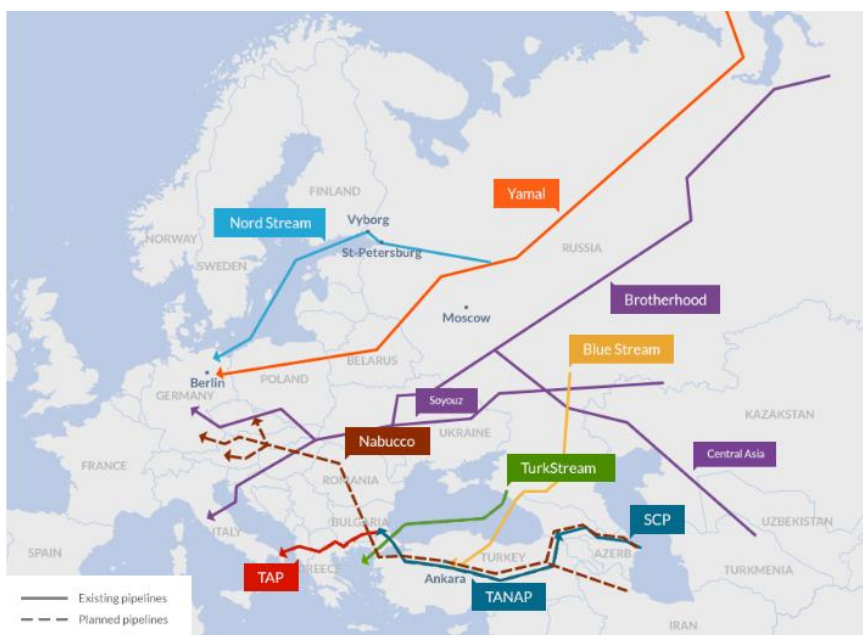 Yamal
FINLAND
Nord Stream
Vyborg
NORWAY
St-Petersburg
SWEDEN
RUSSIA
Brotherhood
Moscow
Blue Stream
BELARUS
Berlin
POLAND
GERMANY
Soyouz
KAZAKHSTAN
Nabucco
UKRAINE
Central Asia
FRANCE
TurkStream
ROMANIA
SCP
UZBEKISTAN
BULGARIA
ITALY
SPAIN
TURKEY
AZERB.
TAP
GREECE
Ankara
TANAP
TURKMENIA
Existing pipelines
Planned pipelines
IRAN